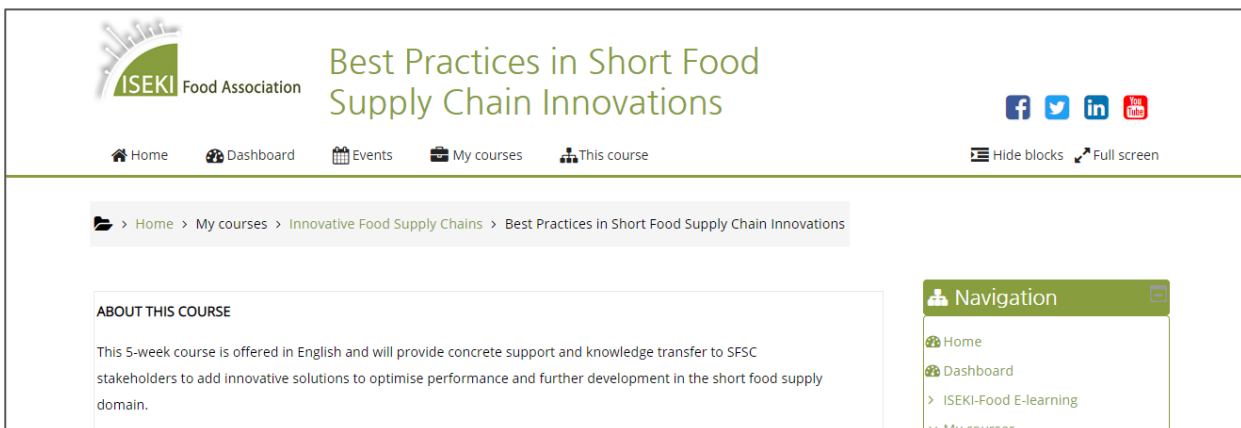 ISEKI Food Association
Best Practices in Short Food
Supply Chain Innovations
You
Tube
Home Dashboard Events My courses This course Hide blocks Full screen
> Home > My courses > Innovative Food Supply Chains > Best Practices in Short Food Supply Chain Innovations
ABOUT THIS COURSE
This 5-week course is offered in English and will provide concrete support and knowledge transfer to SFSC
stakeholders to add innovative solutions to optimise performance and further development in the short food supply
domain.
Navigation
Home
Dashboard
> ISEKI-Food E-learning
My courses